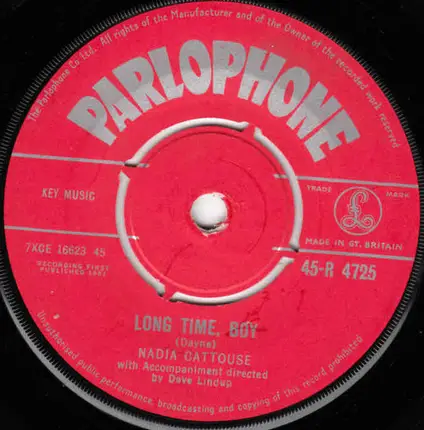 The Parlophone Co Ltd. All rights of the Manufacturer and of the Owner of the recorded work reserved
PARLOPHONE
KEY MUSIC
TRADE MARK
£
7XCE 16623 45
MADE IN GT. BRITAIN
RECORDING FIRST
PUBLISHED 1961
45-R 4725
LONG TIME, BOY
(Dayne)
NADIA CATTOUSE
with Accompaniment directed
by Dave Lindup
Unauthorised public performance, broadcasting and copying of this record prohibited